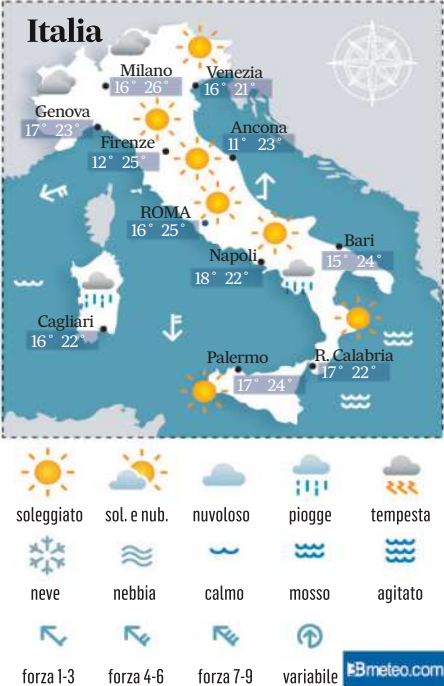 Italia
Milano
16° 26°
Venezia
16° 21°
Genova
17° 23°
Firenze
12° 25°
Ancona
11° 23°
ROMA
16° 25°
Bari
15° 24°
Napoli
18° 22°
Cagliari
16° 22°
Palermo
17° 24°
R. Calabria
17° 22°
soleggiato sol. e nub. nuvoloso piogge tempesta
neve nebbia calmo mosso agitato
forza 1-3 forza 4-6 forza 7-9 variabile
3Bmeteo.com